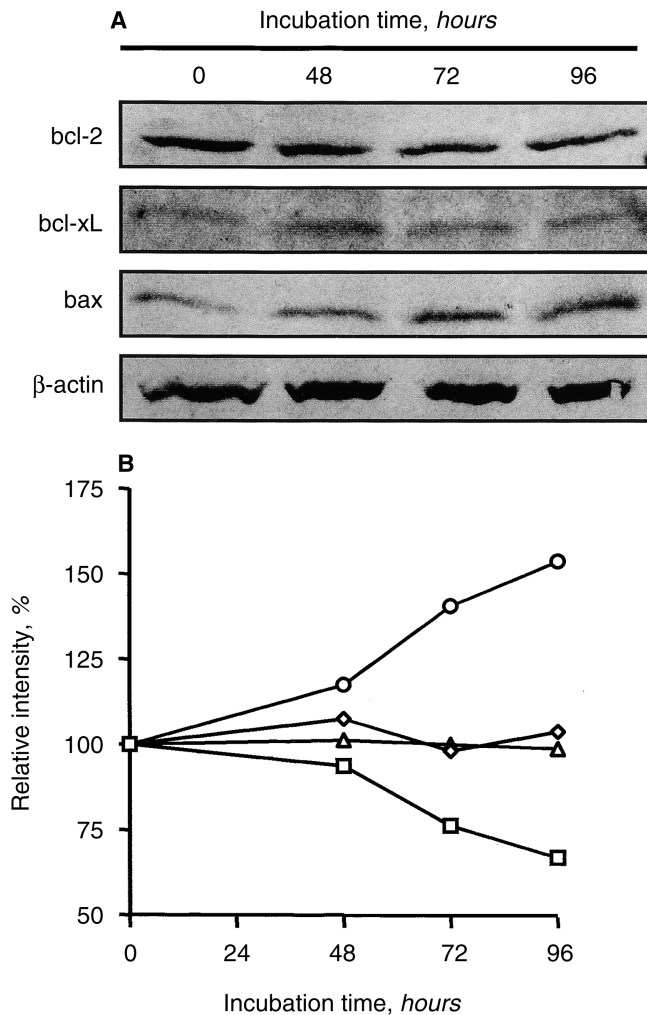 A Incubation time, hours
0 48 72 96
bcl-2
bcl-xL
bax
β-actin
B
175
150
125
100
75
50
Relative intensity, %
0 24 48 72 96
Incubation time, hours